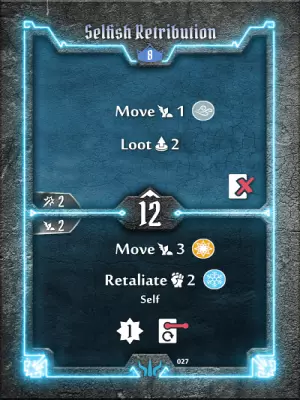 Selfish Retribution
8
Move 1
Loot 2
2
12
2
Move 3
Retaliate 2
Self
1
027